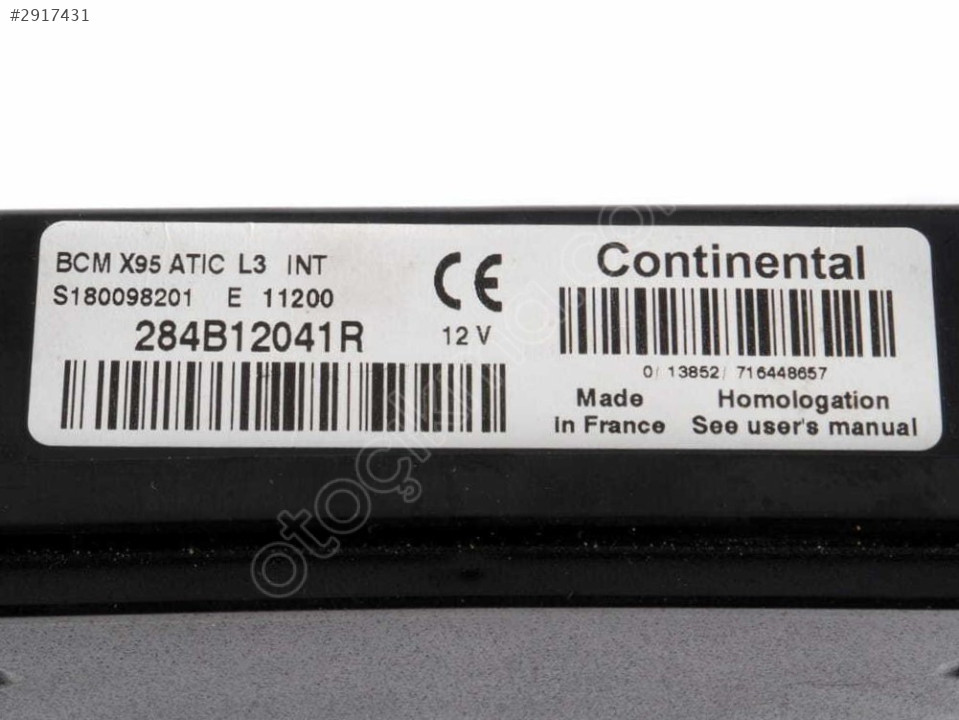 #2917431
BCM X95 ATIC L3 INT
S180098201 E 11200
284B12041R
CE
12 V
Continental
0/ 13852/ 716448657
Made
in France
Homologation
See user's manual